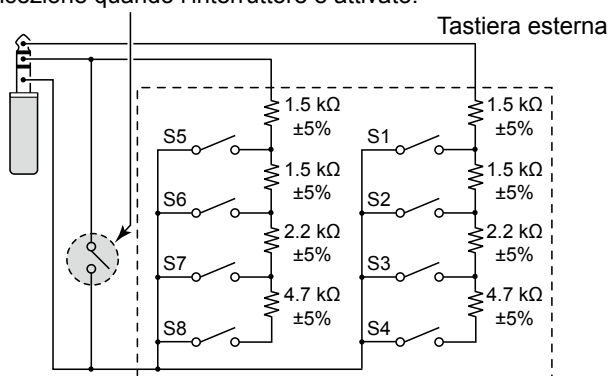 quando l'interruttore è attivato.
Tastiera esterna
1.5 kΩ
±5%
S5
1.5 kΩ
±5%
S6
2.2 kΩ
±5%
S7
4.7 kΩ
±5%
S8
1.5 kΩ
±5%
S1
1.5 kΩ
±5%
S2
2.2 kΩ
±5%
S3
4.7 kΩ
±5%
S4